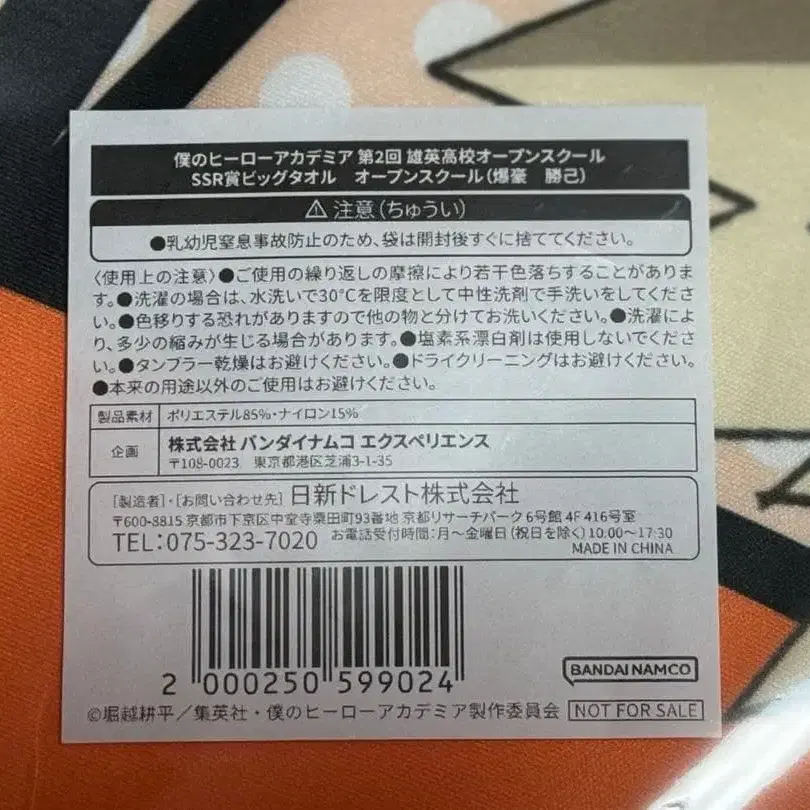 僕のヒーローアカデミア 第2回 雄英高校オープンスクール
SSR賞ビッグタオル　オープンスクール（爆豪　勝己）
⚠ 注意（ちゅうい）
●乳幼児窒息事故防止のため、袋は開封後すぐに捨ててください。
〈使用上の注意〉●ご使用の繰り返しの摩擦により若干色落ちすることがありま
す。●洗濯の場合は、水洗いで30℃を限度として中性洗剤で手洗いをしてくださ
い。●色移りする恐れがありますので他の物と分けてお洗いください。●洗濯によ
り、多少の縮みが生じる場合があります。●塩素系漂白剤は使用しないでくださ
い。●タンブラー乾燥はお避けください。●ドライクリーニングはお避けください。
●本来の用途以外のご使用はお避けください。
製品素材 ポリエステル85%・ナイロン15%
企画 株式会社 バンダイナムコ エクスペリエンス
〒108-0023　東京都港区芝浦3-1-35
［製造者］・［お問い合わせ先］日新ドレスト株式会社
〒600-8815 京都市下京区中堂寺粟田町93番地 京都リサーチパーク6号館 4F 416号室
TEL：075-323-7020 お電話受付時間：月～金曜日（祝日を除く）10:00～17:30
MADE IN CHINA
2 000250 599024
BANDAI NAMCO
©堀越耕平／集英社・僕のヒーローアカデミア製作委員会 NOT FOR SALE